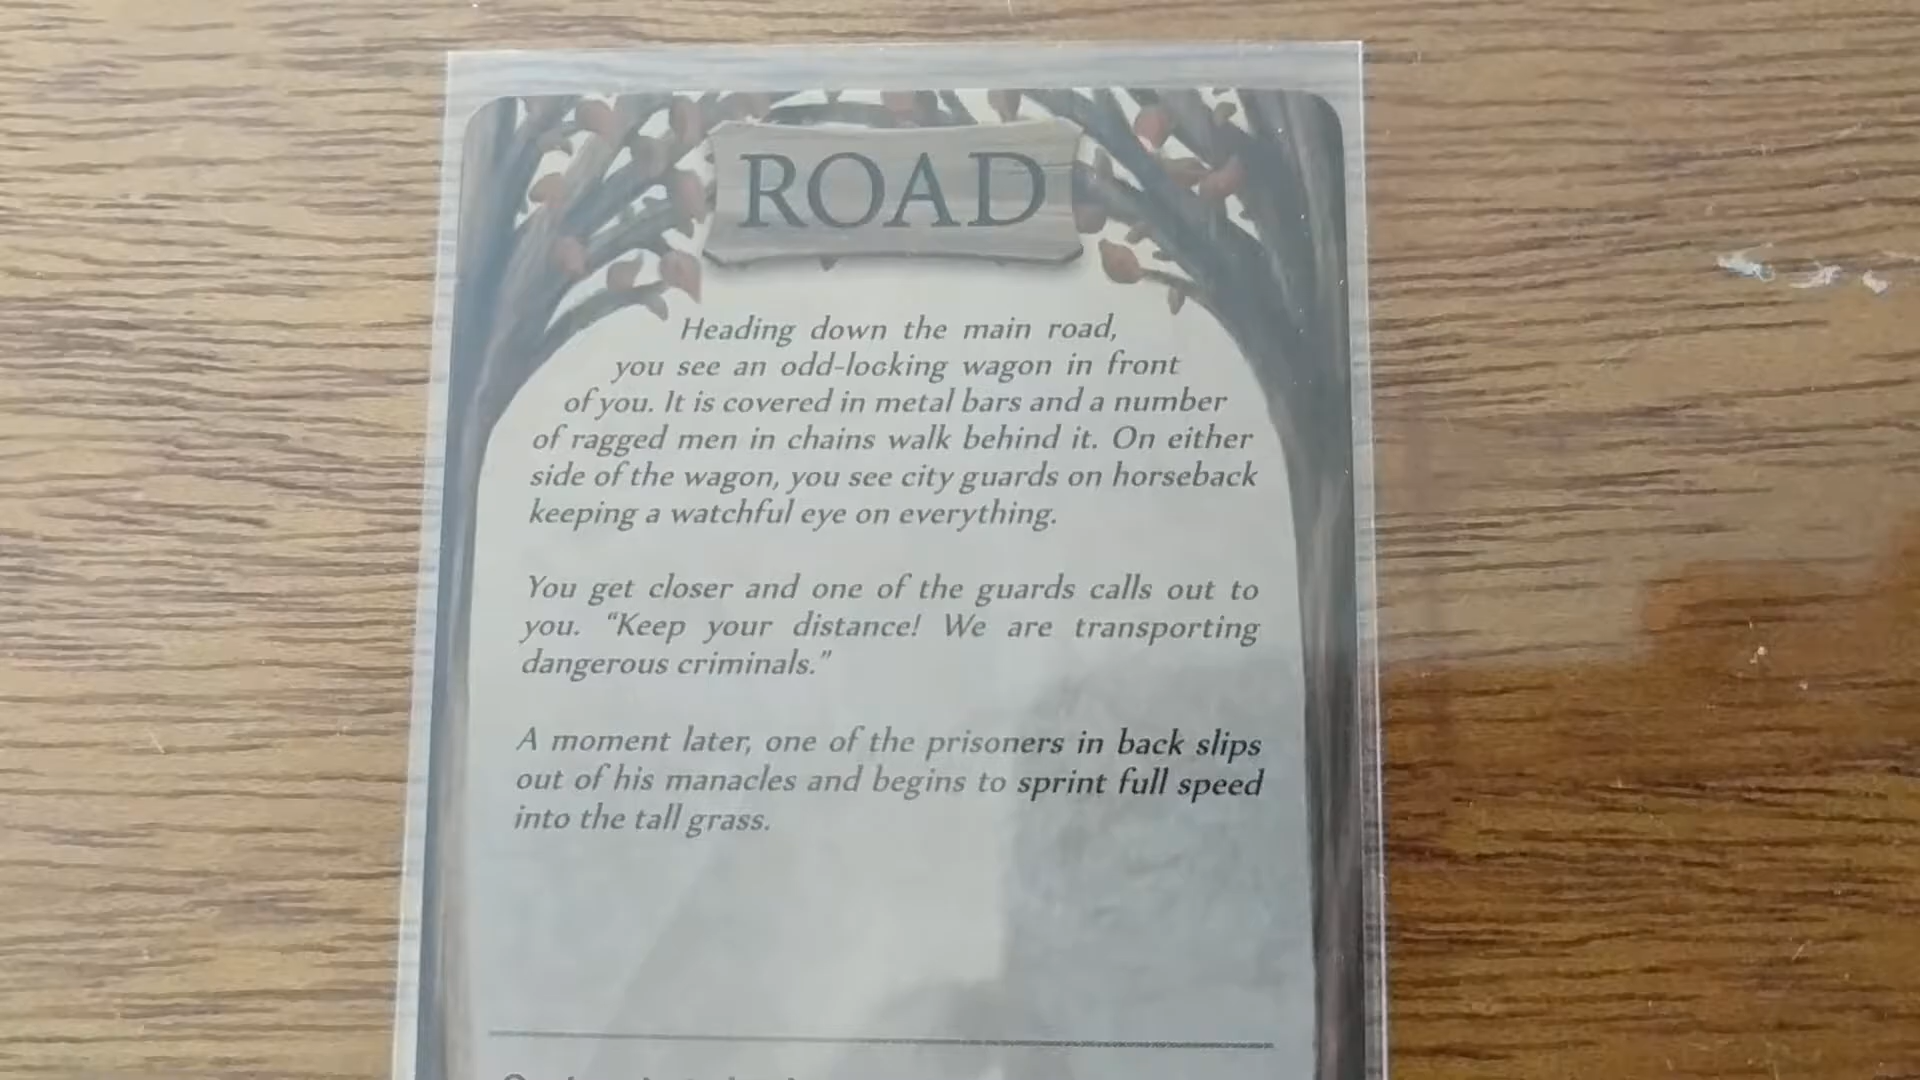 ROAD
Heading down the main road,
you see an odd-looking wagon in front
of you. It is covered in metal bars and a number
of ragged men in chains walk behind it. On either
side of the wagon, you see city guards on horseback
keeping a watchful eye on everything.
You get closer and one of the guards calls out to
you. “Keep your distance! We are transporting
dangerous criminals.”
A moment later, one of the prisoners in back slips
out of his manacles and begins to sprint full speed
into the tall grass.